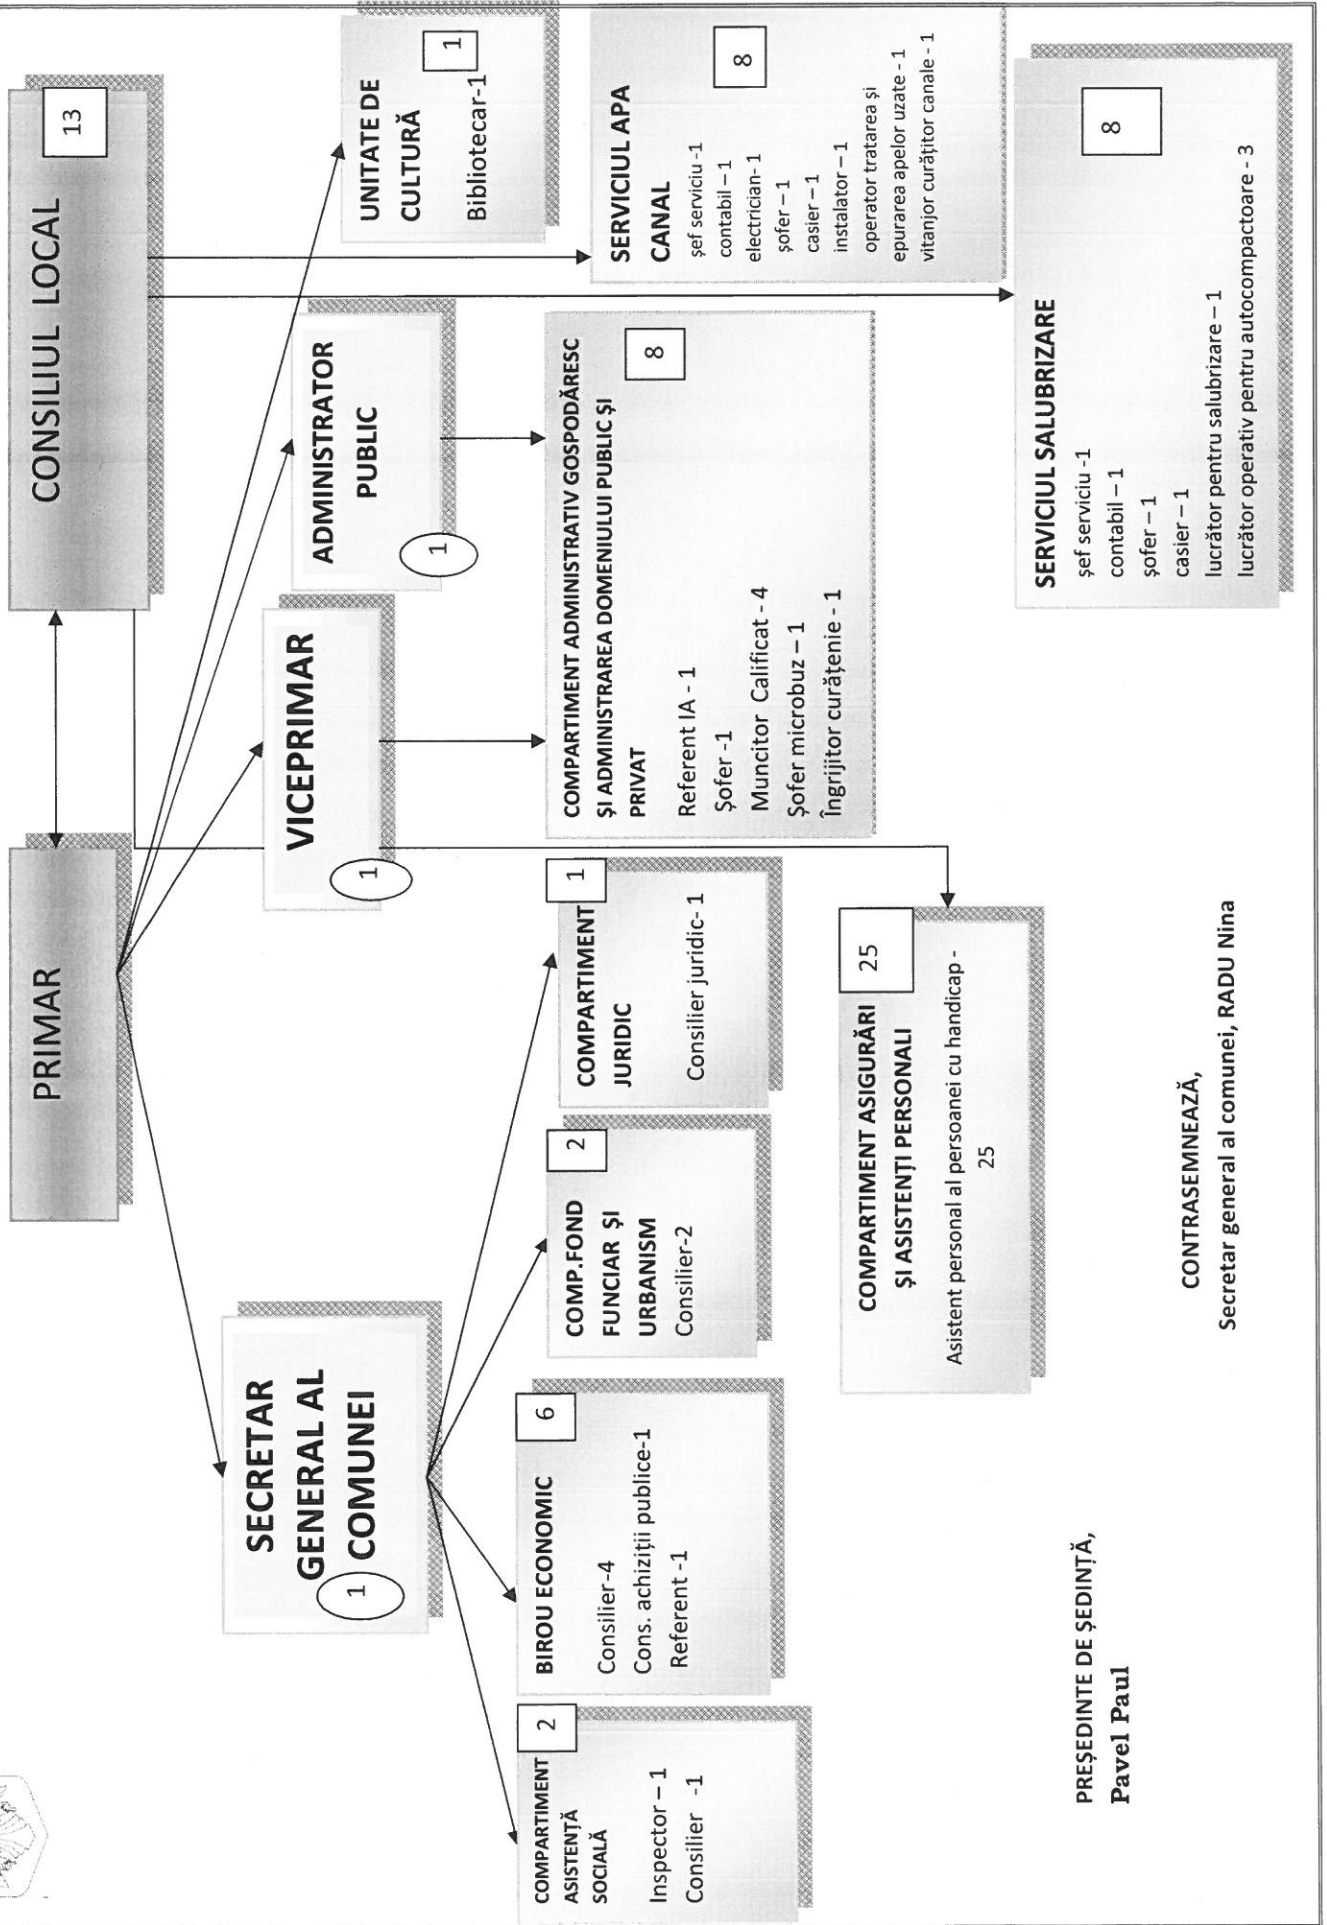 PRIMAR
CONSILIUL LOCAL
13
SECRETAR
GENERAL AL
COMUNEI
1
VICEPRIMAR
1
ADMINISTRATOR
PUBLIC
1
UNITATE DE
CULTURĂ
1
Bibliotecar-1
COMPARTIMENT
ASISTENȚĂ
SOCIALĂ
2
Inspector – 1
Consilier -1
BIROU ECONOMIC
6
Consilier-4
Cons. achiziții publice-1
Referent -1
COMP.FOND
FUNCIAR ȘI
URBANISM
2
Consilier-2
COMPARTIMENT
JURIDIC
1
Consilier juridic- 1
COMPARTIMENT ADMINISTRATIV GOSPODĂRESC
ȘI ADMINISTRAREA DOMENIULUI PUBLIC ȘI
PRIVAT
8
Referent IA - 1
Șofer -1
Muncitor Calificat - 4
Șofer microbuz – 1
Îngrijitor curățenie - 1
SERVICIUL APA
CANAL
8
șef serviciu -1
contabil – 1
electrician- 1
șofer – 1
casier – 1
instalator – 1
operator tratarea și
epurarea apelor uzate - 1
vitanjor curățitor canale - 1
COMPARTIMENT ASIGURĂRI
ȘI ASISTENȚI PERSONALI
25
Asistent personal al persoanei cu handicap -
25
SERVICIUL SALUBRIZARE
8
șef serviciu -1
contabil – 1
șofer – 1
casier – 1
lucrător pentru salubrizare – 1
lucrător operativ pentru autocompactoare - 3
PREȘEDINTE DE ȘEDINȚĂ,
Pavel Paul
CONTRASEMNEAZĂ,
Secretar general al comunei, RADU Nina